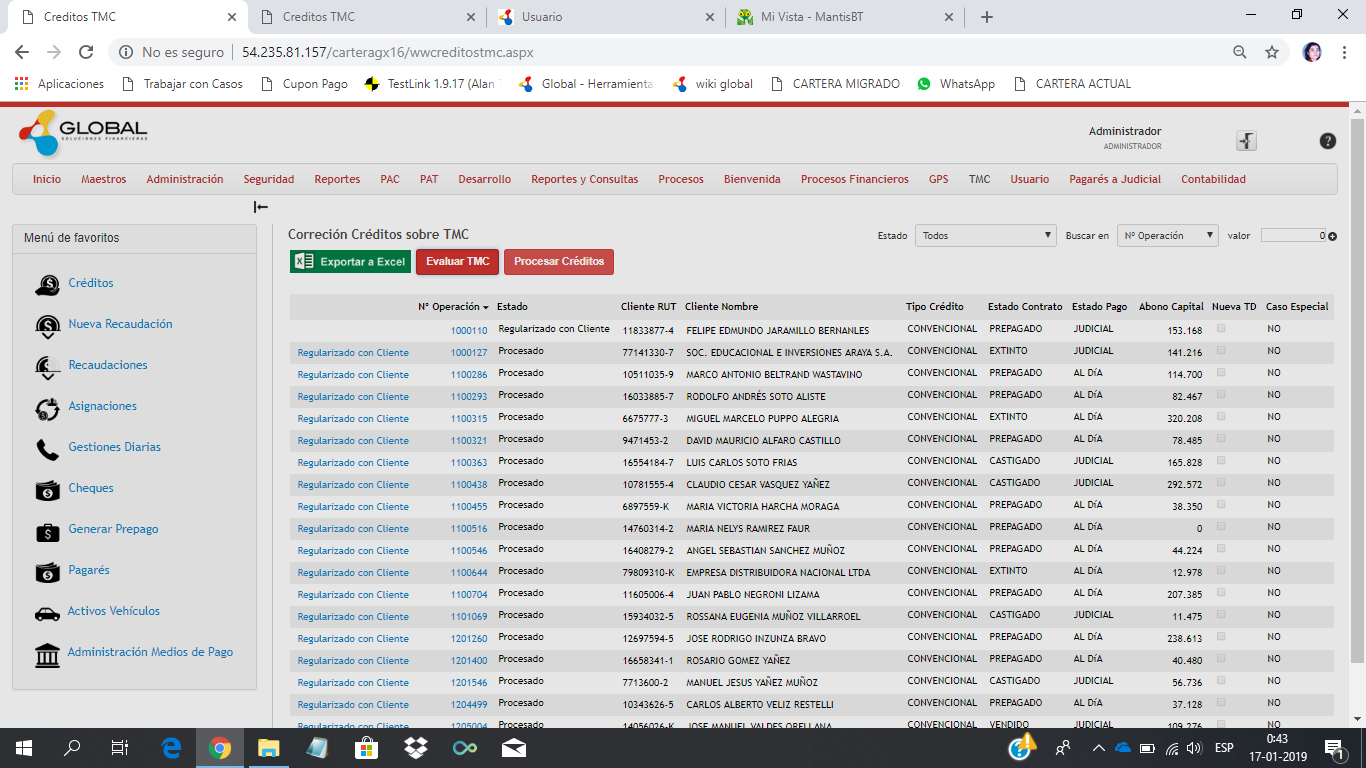 Creditos TMC
Creditos TMC
Usuario
Mi Vista - MantisBT
No es seguro 54.235.81.157/carteragx16/wwcreditostmc.aspx
Aplicaciones Trabajar con Casos Cupon Pago TestLink 1.9.17 (Alan Global - Herramienta wiki global CARTERA MIGRADO WhatsApp CARTERA ACTUAL
GLOBAL
SOLUCIONES FINANCIERAS
Administrador
ADMINISTRADOR
Inicio Maestros Administración Seguridad Reportes PAC PAT Desarrollo Reportes y Consultas Procesos Bienvenida Procesos Financieros GPS TMC Usuario Pagarés a Judicial Contabilidad
Menú de favoritos
Créditos
Nueva Recaudación
Recaudaciones
Asignaciones
Gestiones Diarias
Cheques
Generar Prepago
Pagarés
Activos Vehículos
Administración Medios de Pago
Correción Créditos sobre TMC
Estado Todos Buscar en Nº Operación valor 0
Exportar a Excel Evaluar TMC Procesar Créditos
Nº Operación Estado Cliente RUT Cliente Nombre Tipo Crédito Estado Contrato Estado Pago Abono Capital Nueva TD Caso Especial
1000110 Regularizado con Cliente 11833877-4 FELIPE EDMUNDO JARAMILLO BERNANLES CONVENCIONAL PREPAGADO JUDICIAL 153.168 NO
Regularizado con Cliente 1000127 Procesado 77141330-7 SOC. EDUCACIONAL E INVERSIONES ARAYA S.A. CONVENCIONAL EXTINTO JUDICIAL 141.216 NO
Regularizado con Cliente 1100286 Procesado 10511035-9 MARCO ANTONIO BELTRAND WASTAVINO CONVENCIONAL PREPAGADO AL DíA 114.700 NO
Regularizado con Cliente 1100293 Procesado 16033885-7 RODOLFO ANDRÉS SOTO ALISTE CONVENCIONAL PREPAGADO AL DíA 82.467 NO
Regularizado con Cliente 1100315 Procesado 6675777-3 MIGUEL MARCELO PUPPO ALEGRIA CONVENCIONAL EXTINTO AL DíA 320.208 NO
Regularizado con Cliente 1100321 Procesado 9471453-2 DAVID MAURICIO ALFARO CASTILLO CONVENCIONAL PREPAGADO AL DíA 78.485 NO
Regularizado con Cliente 1100363 Procesado 16554184-7 LUIS CARLOS SOTO FRIAS CONVENCIONAL CASTIGADO JUDICIAL 165.828 NO
Regularizado con Cliente 1100438 Procesado 10781555-4 CLAUDIO CESAR VASQUEZ YAÑEZ CONVENCIONAL CASTIGADO JUDICIAL 292.572 NO
Regularizado con Cliente 1100455 Procesado 6897559-K MARIA VICTORIA HARCHA MORAGA CONVENCIONAL PREPAGADO AL DíA 38.350 NO
Regularizado con Cliente 1100516 Procesado 14760314-2 MARIA NELYS RAMIREZ FAUR CONVENCIONAL PREPAGADO AL DíA 0 NO
Regularizado con Cliente 1100546 Procesado 16408279-2 ANGEL SEBASTIAN SANCHEZ MUÑOZ CONVENCIONAL PREPAGADO AL DíA 44.224 NO
Regularizado con Cliente 1100644 Procesado 79809310-K EMPRESA DISTRIBUIDORA NACIONAL LTDA CONVENCIONAL EXTINTO AL DíA 12.978 NO
Regularizado con Cliente 1100704 Procesado 11605006-4 JUAN PABLO NEGRONI LIZAMA CONVENCIONAL PREPAGADO AL DíA 207.385 NO
Regularizado con Cliente 1101069 Procesado 15934032-5 ROSSANA EUGENIA MUÑOZ VILLARROEL CONVENCIONAL CASTIGADO JUDICIAL 11.475 NO
Regularizado con Cliente 1201260 Procesado 12697594-5 JOSE RODRIGO INZUNZA BRAVO CONVENCIONAL PREPAGADO AL DíA 238.613 NO
Regularizado con Cliente 1201400 Procesado 16658341-1 ROSARIO GOMEZ YAÑEZ CONVENCIONAL PREPAGADO AL DíA 40.480 NO
Regularizado con Cliente 1201546 Procesado 7713600-2 MANUEL JESUS YAÑEZ MUÑOZ CONVENCIONAL CASTIGADO JUDICIAL 56.736 NO
Regularizado con Cliente 1204499 Procesado 10343626-5 CARLOS ALBERTO VELIZ RESTELLI CONVENCIONAL PREPAGADO AL DíA 37.128 NO
Regularizado con Cliente 1205004 Procesado 14056026-K JOSE MANUEL VALDES ORELLANA CONVENCIONAL VENDIDO JUDICIAL 109.276 NO
ESP
0:43
17-01-2019
1